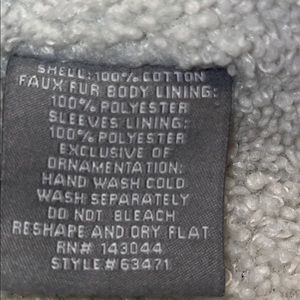 SHELL: 100% COTTON
FAUX FUR BODY LINING:
100% POLYESTER
SLEEVES LINING:
100% POLYESTER
EXCLUSIVE OF
ORNAMENTATION:
HAND WASH COLD
WASH SEPARATELY
DO NOT BLEACH
RESHAPE AND DRY FLAT
RN# 143044
STYLE# 63471